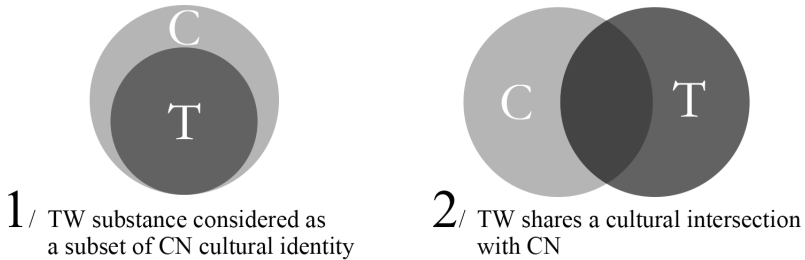 C
T
1/ TW substance considered as
a subset of CN cultural identity
C
T
2/ TW shares a cultural intersection
with CN